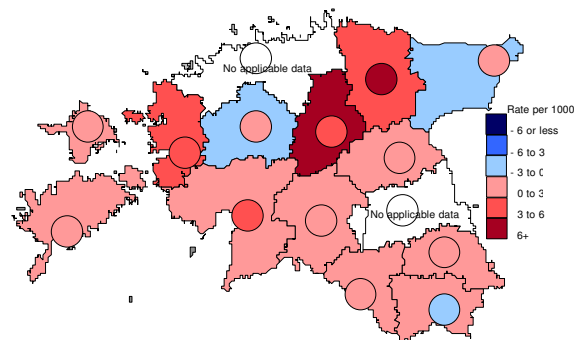 No applicable data
Rate per 1000
- 6 or less
- 6 to 3
- 3 to 0
0 to 3
3 to 6
6+
No applicable data